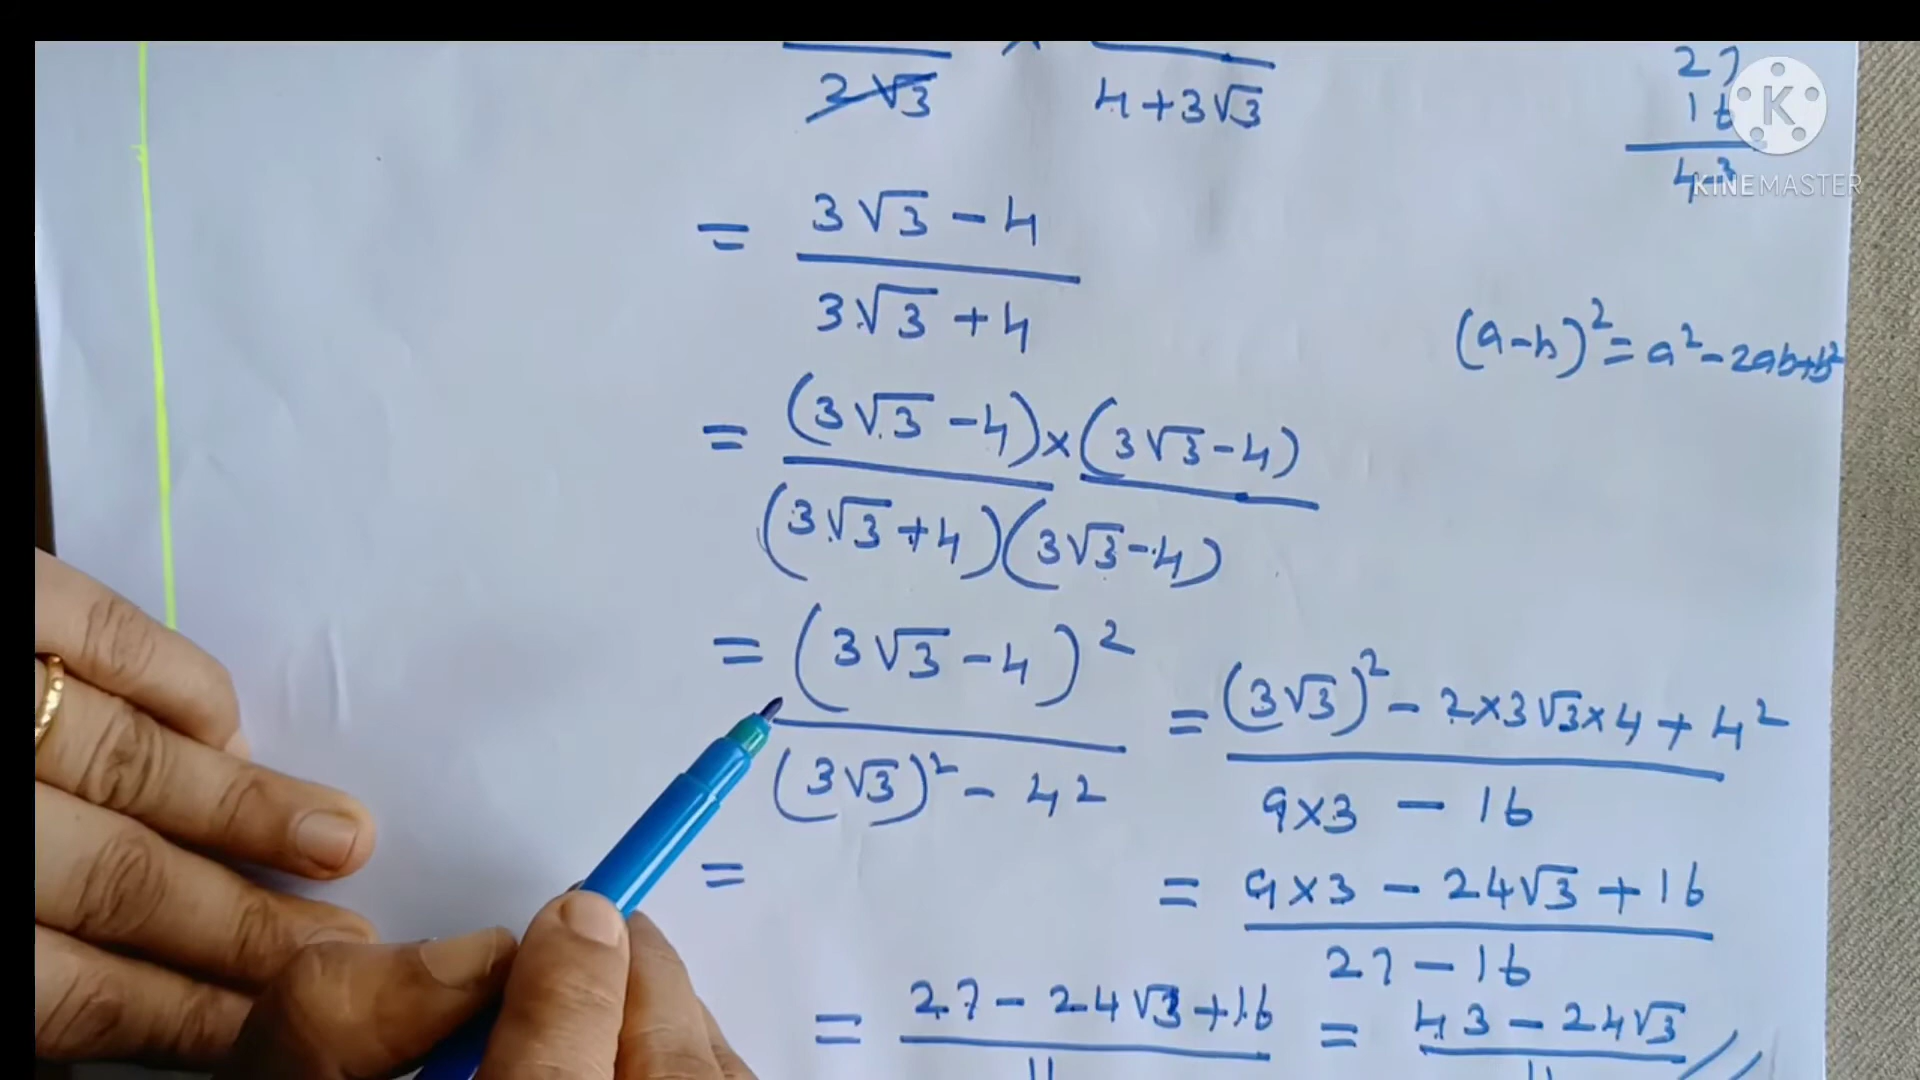 2√3 × 4+3√3
27
16
43
KINEMASTER
= 3√3 - 4
3√3 + 4
(a-b)² = a² - 2ab + b²
= (3√3 - 4) × (3√3 - 4)
(3√3 + 4)(3√3 - 4)
= (3√3 - 4)²
(3√3)² - 4²
= (3√3)² - 2×3√3×4 + 4²
9×3 - 16
=
= 9×3 - 24√3 + 16
27 - 16
= 27 - 24√3 + 16
11
= 43 - 24√3
11